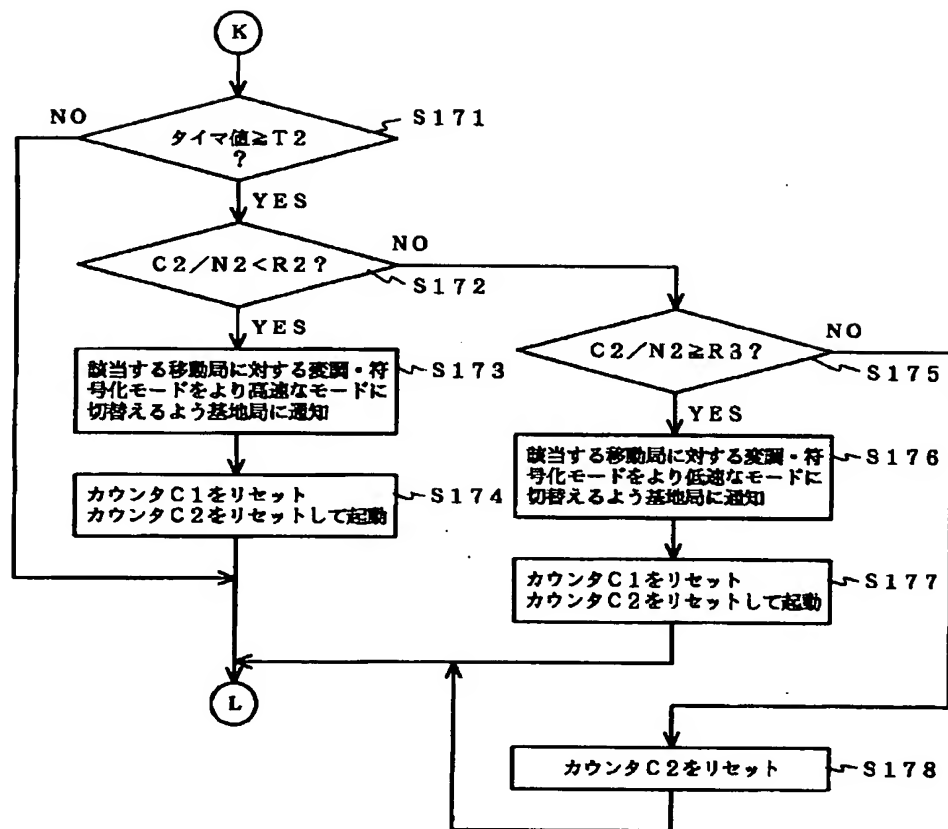 K
NO
タイマ値≧T2
?
S171
YES
C2/N2<R2?
NO
S172
YES
該当する移動局に対する変調・符
号化モードをより高速なモードに
切替えるよう基地局に通知
S173
カウンタC1をリセット
カウンタC2をリセットして起動
S174
C2/N2≧R3?
NO
S175
YES
該当する移動局に対する変調・符
号化モードをより低速なモードに
切替えるよう基地局に通知
S176
カウンタC1をリセット
カウンタC2をリセットして起動
S177
L
カウンタC2をリセット
S178